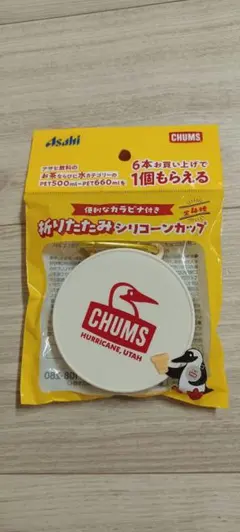 Asahi
CHUMS
アサヒ飲料の
お茶ならびに水カテゴリーの
PET500ml~PET660mlを
6本お買い上げで
1個もらえる
便利なカラビナ付き
全4種
折りたたみシリコーンカップ
CHUMS
HURRICANE, UTAH